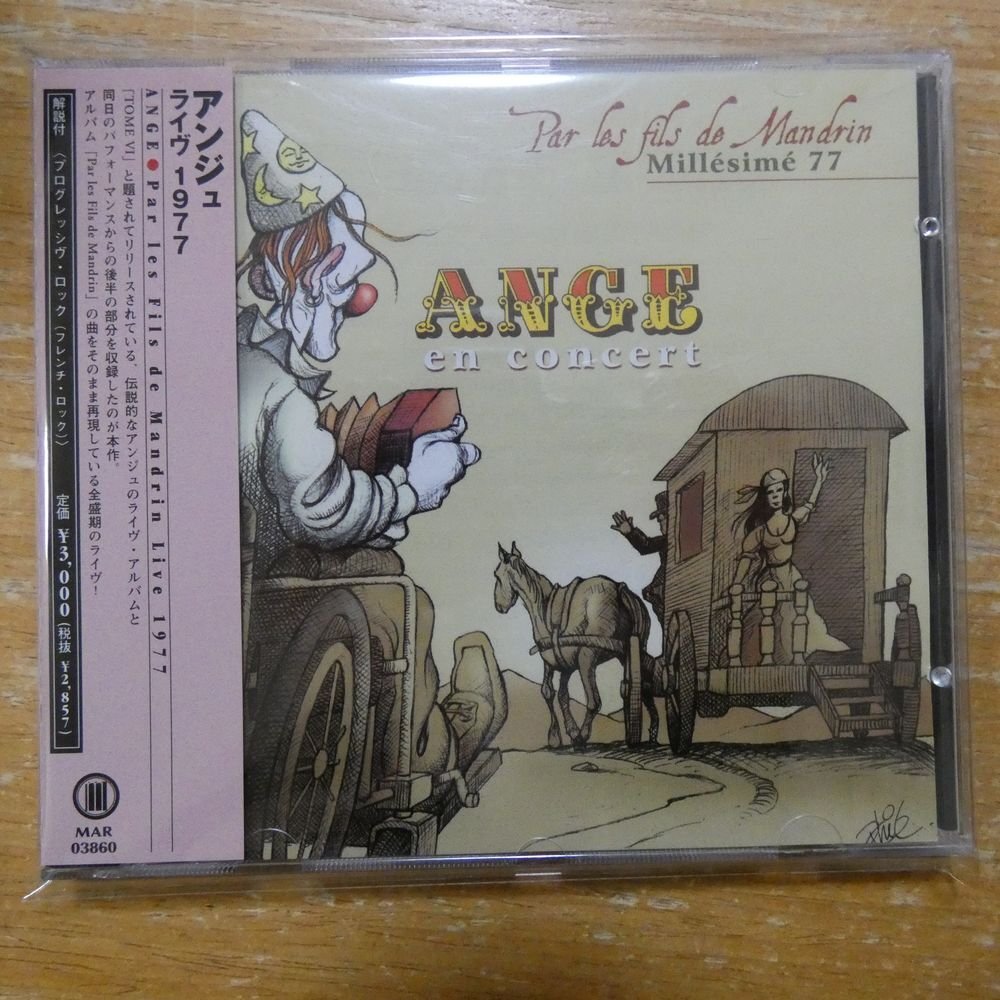 アンジュ
ライヴ 1977
ANGE●Par les Fils de Mandrin Live 1977
「TOME VI」と題されてリリースされている、伝説的なアンジュのライヴ・アルバムと
同日のパフォーマンスからの後半の部分を収録したのが本作。
アルバム「Par les Fils de Mandrin」の曲をそのまま再現している全盛期のライヴ!
解説付 〈プログレッシヴ・ロック(フレンチ・ロック)〉 定価 ¥3,000(税抜 ¥2,857)
MAR
03860
Par les fils de Mandrin
Millésimé 77
ANGE
en concert